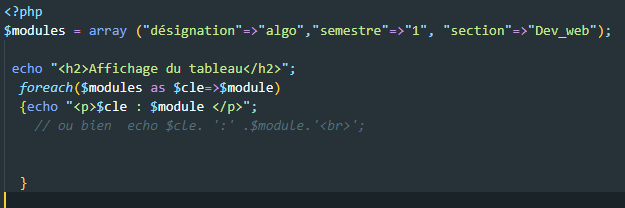 <?php
$modules = array ("désignation"=>"algo","semestre"=>"1", "section"=>"Dev_web");
echo "<h2>Affichage du tableau</h2>";
foreach($modules as $cle=>$module)
{echo "<p>$cle : $module </p>";
// ou bien  echo $cle. ':' .$module.'<br>';
}